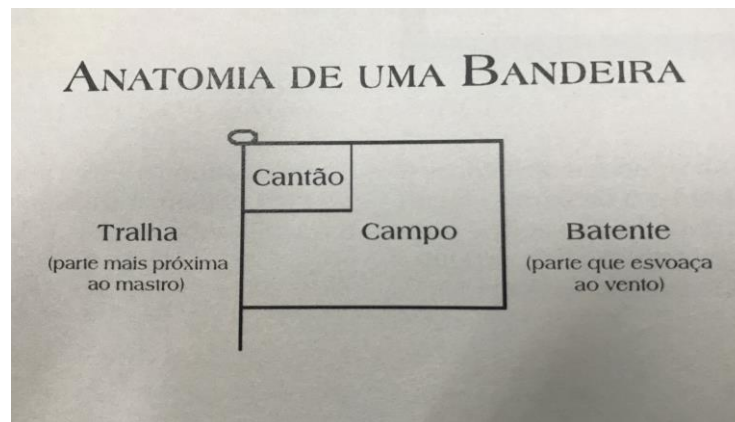 ANATOMIA DE UMA BANDEIRA
Cantão
Tralha
(parte mais próxima
ao mastro)
Campo
Batente
(parte que esvoaça
ao vento)